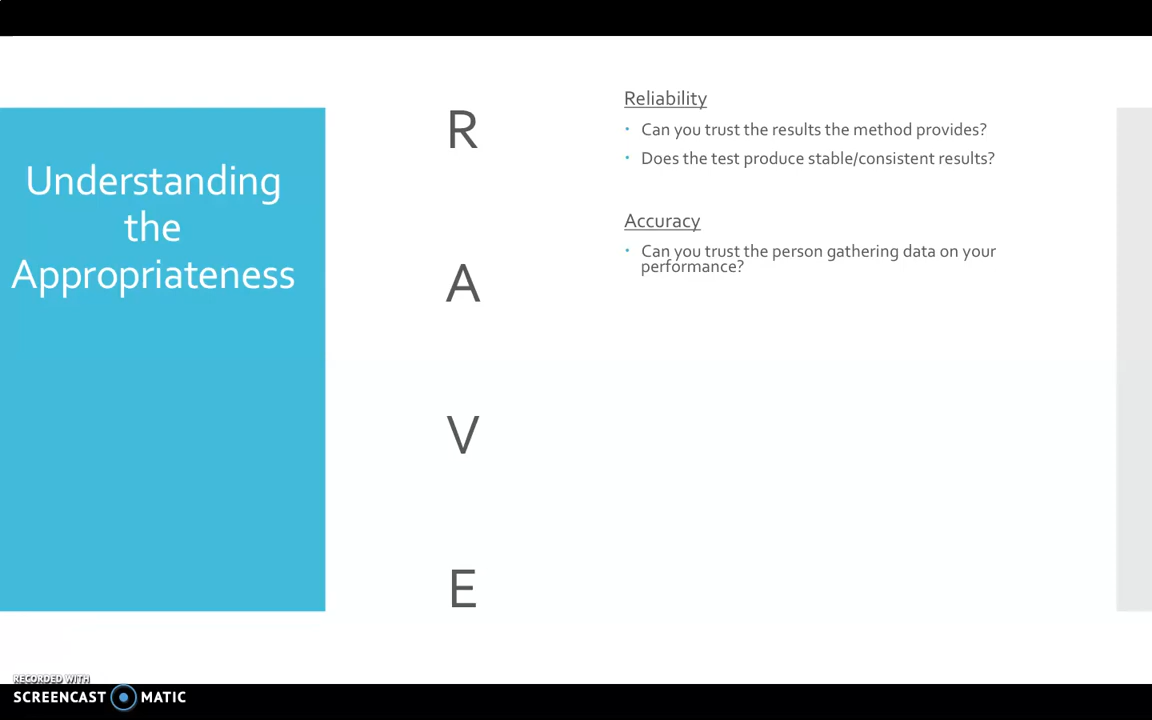 Understanding
the
Appropriateness
R
A
V
E
Reliability
• Can you trust the results the method provides?
• Does the test produce stable/consistent results?
Accuracy
• Can you trust the person gathering data on your
performance?
RECORDED WITH
SCREENCAST MATIC